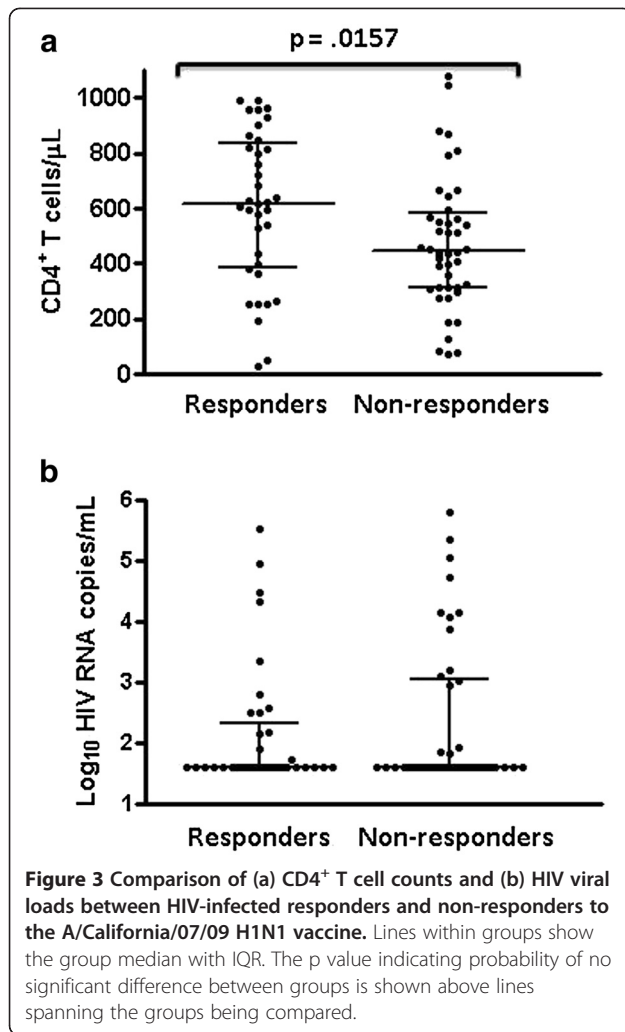 a
p = .0157
1000
800
600
400
200
0
CD4⁺ T cells/µL
Responders Non-responders
b
6
5
4
3
2
1
Log₁₀ HIV RNA copies/mL
Responders Non-responders
Figure 3 Comparison of (a) CD4⁺ T cell counts and (b) HIV viral
loads between HIV-infected responders and non-responders to
the A/California/07/09 H1N1 vaccine. Lines within groups show
the group median with IQR. The p value indicating probability of no
significant difference between groups is shown above lines
spanning the groups being compared.